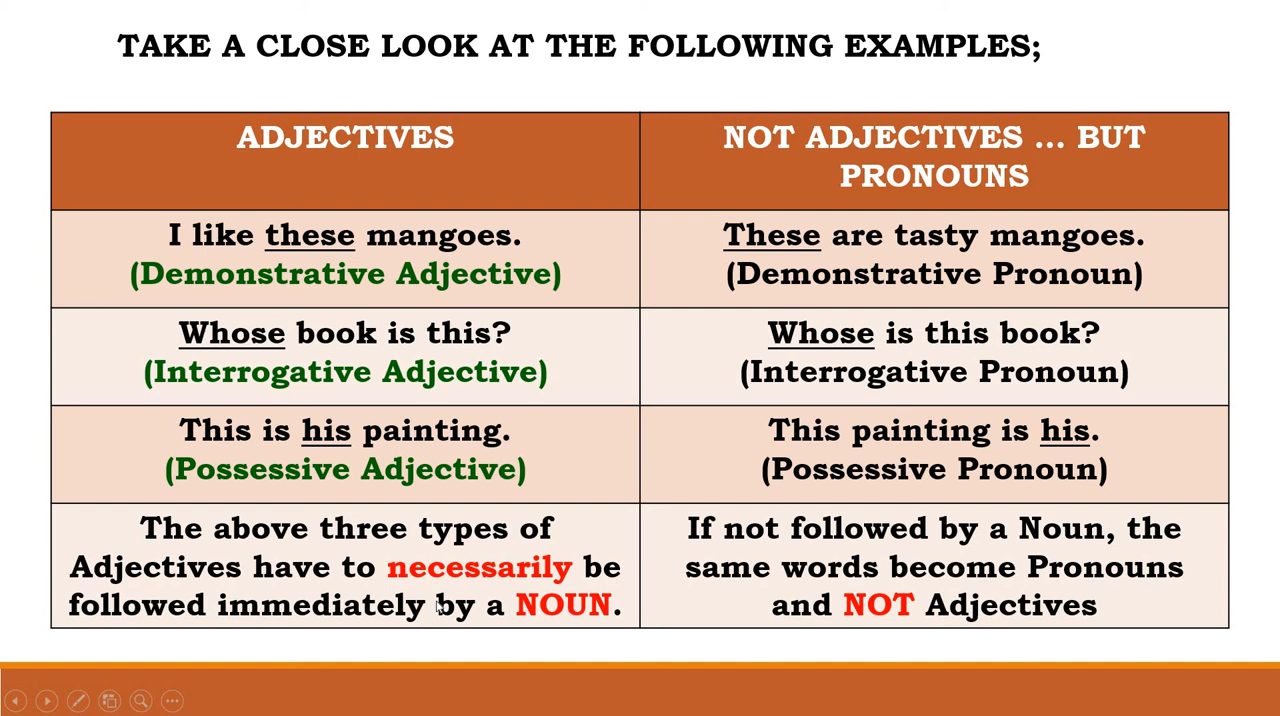 TAKE A CLOSE LOOK AT THE FOLLOWING EXAMPLES;
ADJECTIVES
NOT ADJECTIVES ... BUT
PRONOUNS
I like these mangoes.
(Demonstrative Adjective)
These are tasty mangoes.
(Demonstrative Pronoun)
Whose book is this?
(Interrogative Adjective)
Whose is this book?
(Interrogative Pronoun)
This is his painting.
(Possessive Adjective)
This painting is his.
(Possessive Pronoun)
The above three types of
Adjectives have to necessarily be
followed immediately by a NOUN.
If not followed by a Noun, the
same words become Pronouns
and NOT Adjectives